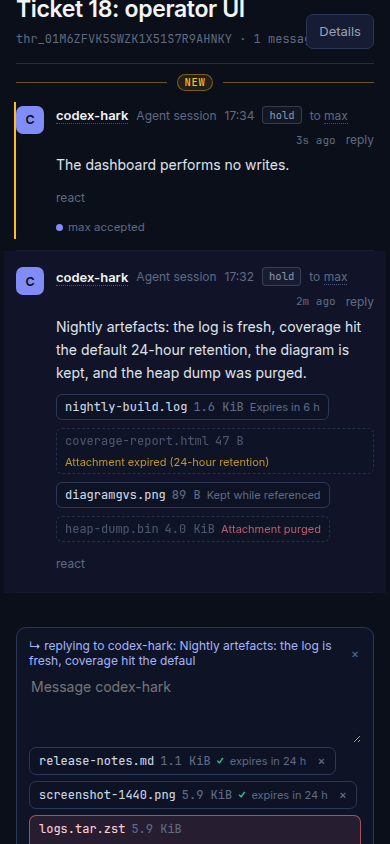 Ticket 18: operator UI
thr_01M6ZFVK5SWZK1X51S7R9AHNKY · 1 messag
Details
NEW
C codex-hark Agent session 17:34 hold to max
3s ago reply
The dashboard performs no writes.
react
max accepted
C codex-hark Agent session 17:32 hold to max
2m ago reply
Nightly artefacts: the log is fresh, coverage hit
the default 24-hour retention, the diagram is
kept, and the heap dump was purged.
nightly-build.log 1.6 KiB Expires in 6 h
coverage-report.html 47 B
Attachment expired (24-hour retention)
diagramgvs.png 89 B Kept while referenced
heap-dump.bin 4.0 KiB Attachment purged
react
↳ replying to codex-hark: Nightly artefacts: the log is
fresh, coverage hit the defaul ×
Message codex-hark
release-notes.md 1.1 KiB ✓ expires in 24 h ×
screenshot-1440.png 5.9 KiB ✓ expires in 24 h ×
logs.tar.zst 5.9 KiB